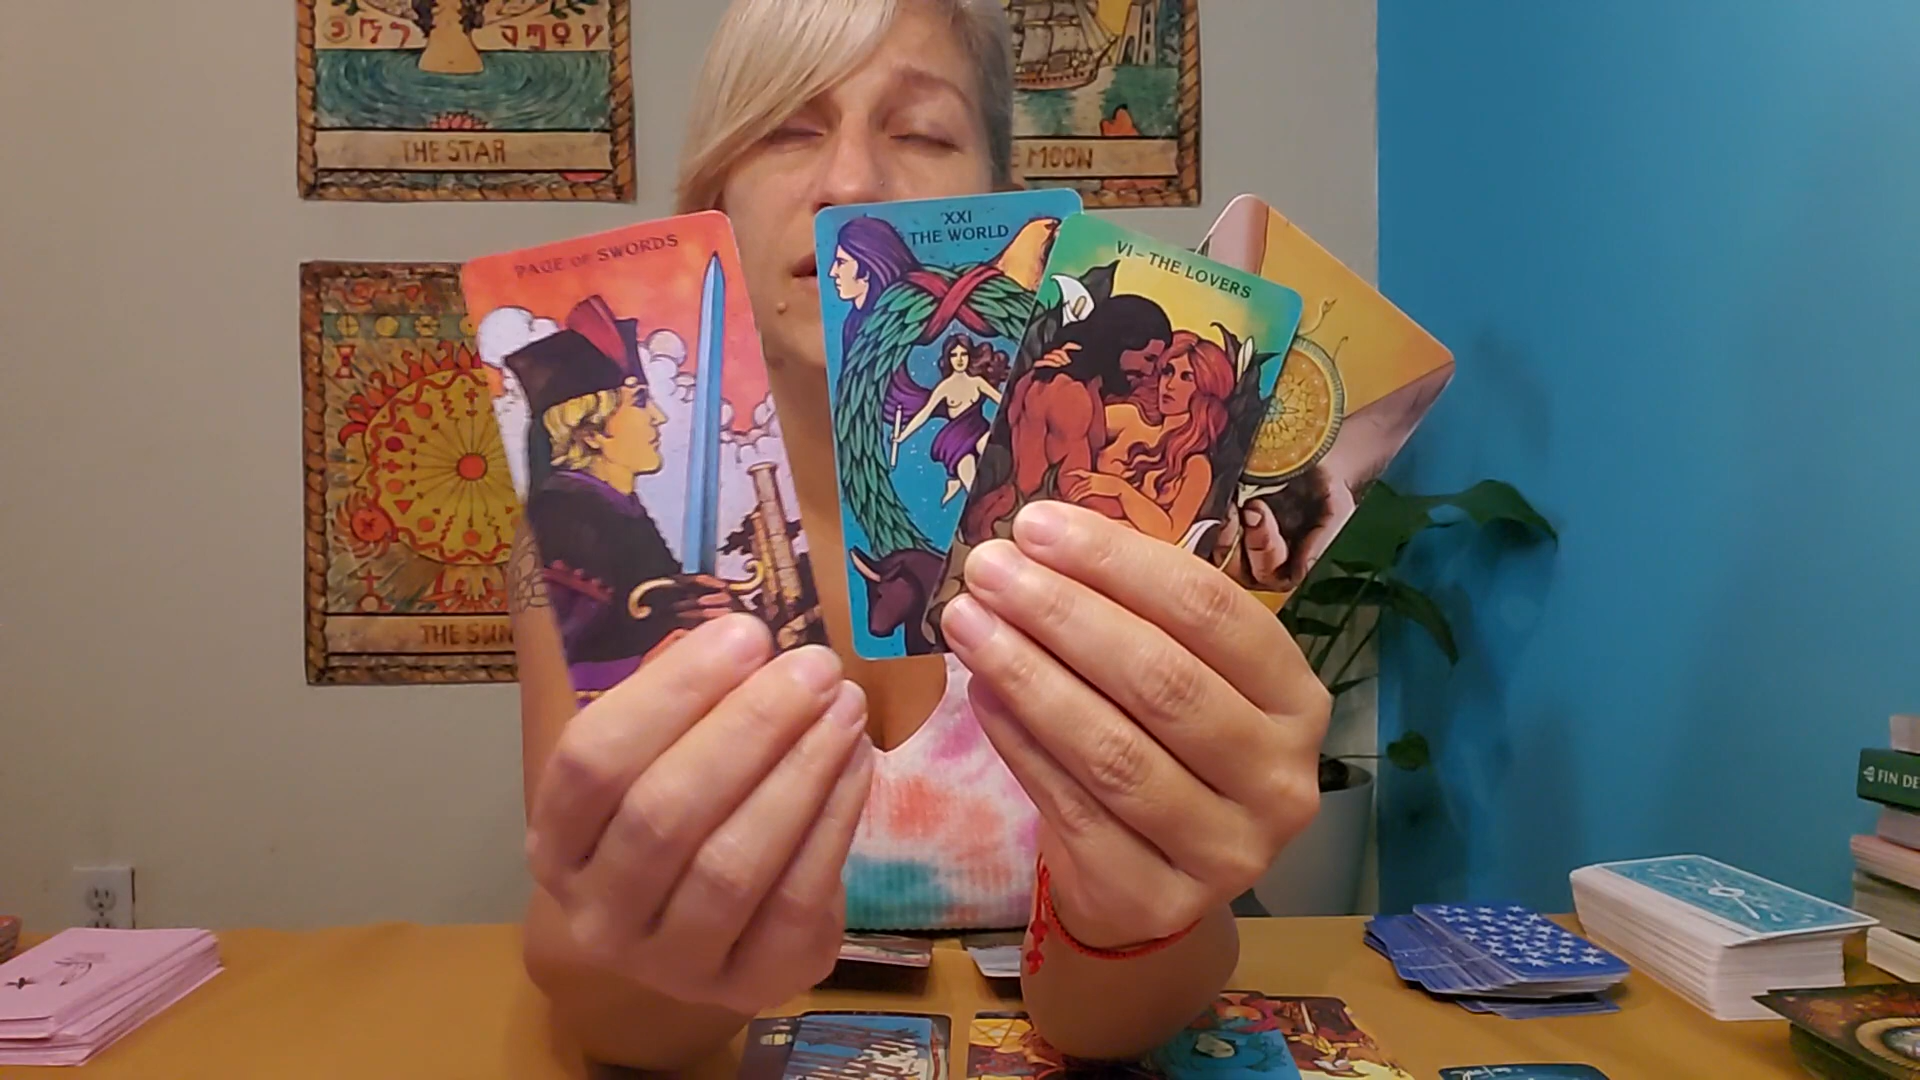 THE STAR
E MOON
PAGE OF SWORDS
XXI
THE WORLD
VI-THE LOVERS
THE SUN
FIN DE